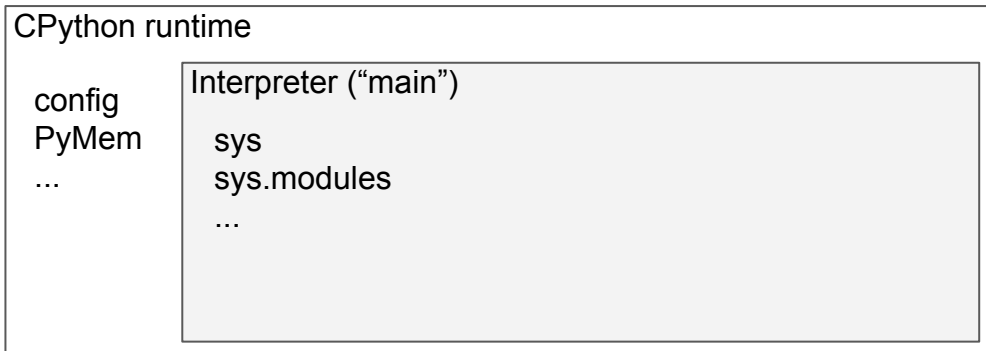 CPython runtime
config
PyMem
...
Interpreter (“main”)
sys
sys.modules
...